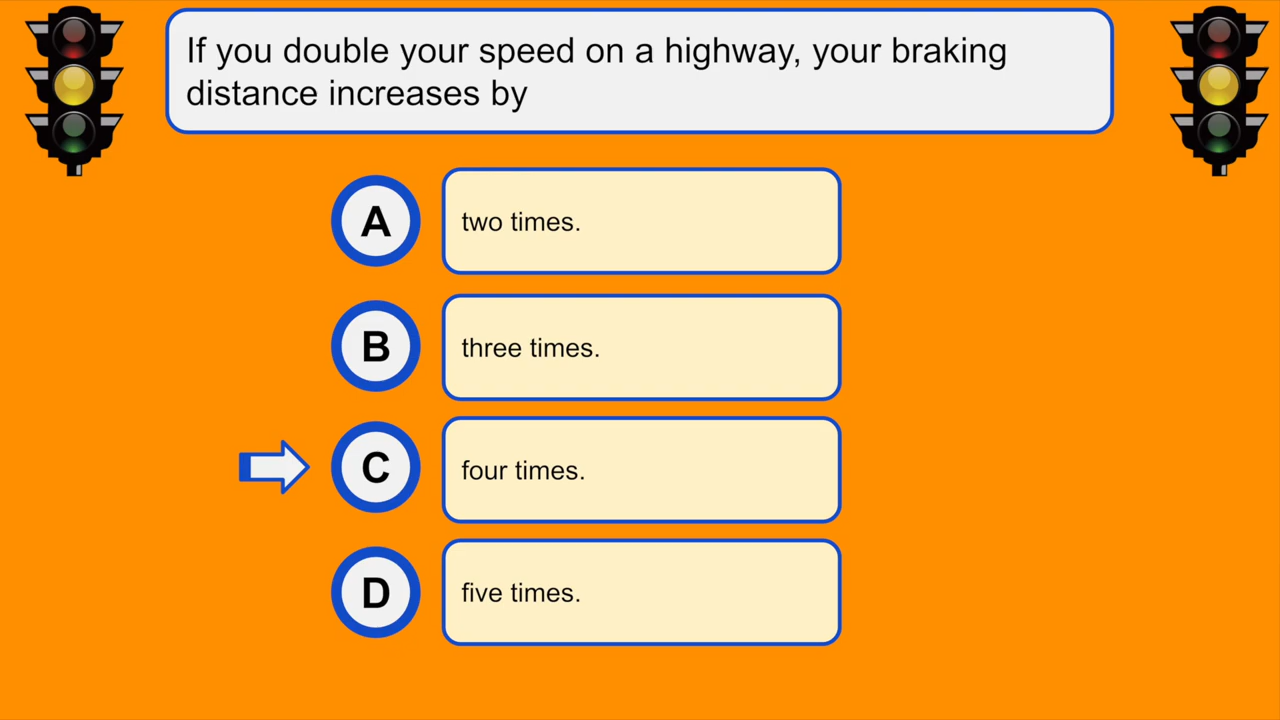 If you double your speed on a highway, your braking
distance increases by
A
two times.
B
three times.
C
four times.
D
five times.